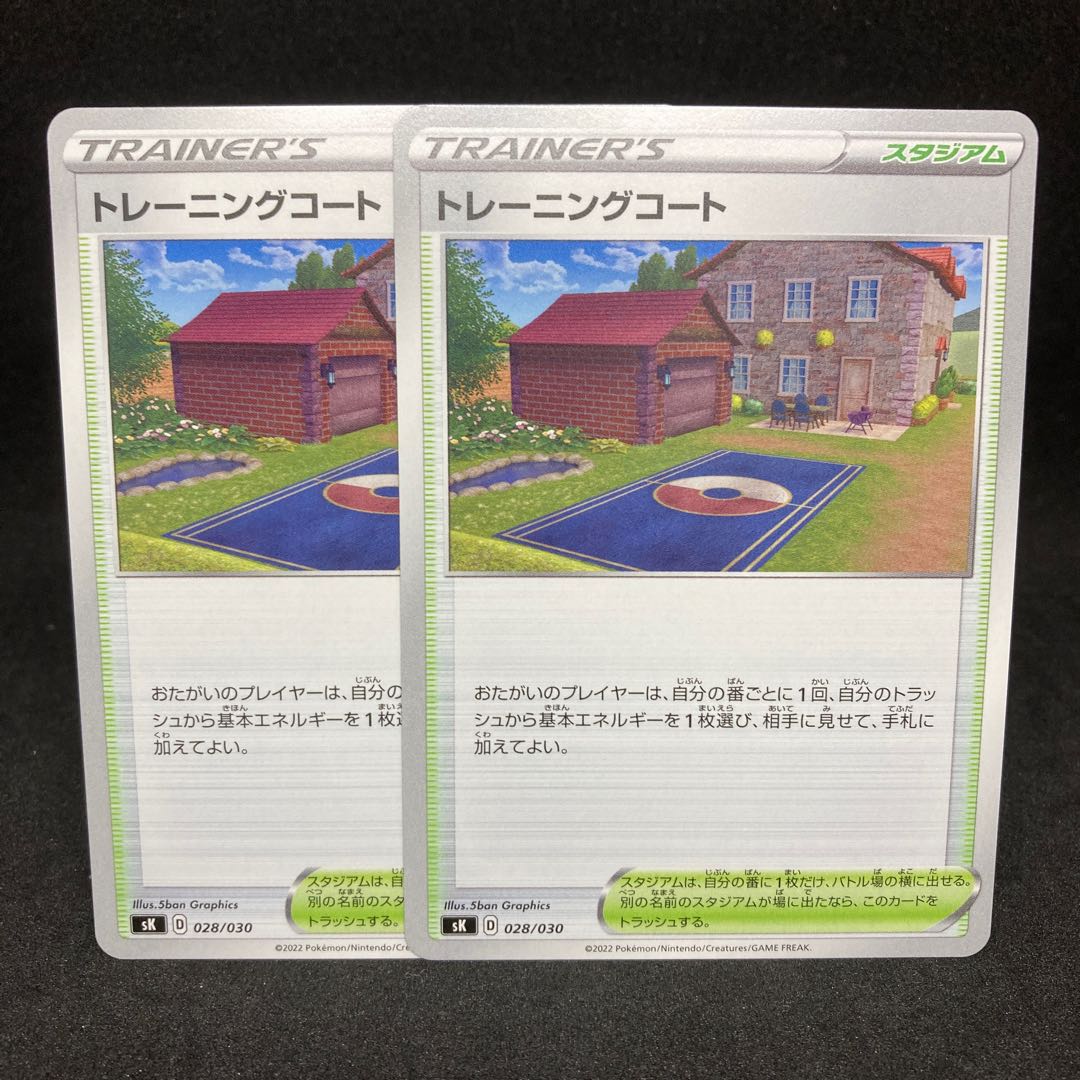 TRAINER'S
トレーニングコート
おたがいのプレイヤーは、自分の
シュから基本エネルギーを1枚選
加えてよい。
スタジアムは、自
別の名前のスタ
トラッシュする。
Illus.5ban Graphics
sK D 028/030
©2022 Pokémon/Nintendo/Cre
TRAINER'S スタジアム
トレーニングコート
おたがいのプレイヤーは、自分の番ごとに1回、自分のトラッ
シュから基本エネルギーを1枚選び、相手に見せて、手札に
加えてよい。
スタジアムは、自分の番に1枚だけ、バトル場の横に出せる。
別の名前のスタジアムが場に出たなら、このカードを
トラッシュする。
Illus.5ban Graphics
sK D 028/030
©2022 Pokémon/Nintendo/Creatures/GAME FREAK.